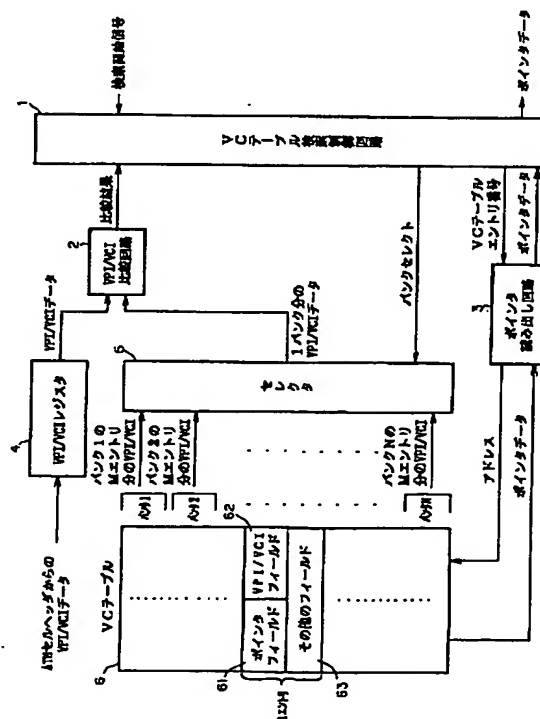 1
VCテーブル検索制御回路
検索開始信号
ポインタデータ
比較結果
2
VPI/VCI
比較回路
VPI/VCIデータ
1バンク分の
VPI/VCIデータ
バンクセレクト
VCテーブル
エントリ番号
ポインタデータ
3
ポインタ
読み出し回路
4
VPI/VCIレジスタ
ATMセルヘッダからの
VPI/VCIデータ
5
セレクタ
バンク1の
Mエントリ
分のVPI/VCI
バンク2の
Mエントリ
分のVPI/VCI
バンクNの
Mエントリ
分のVPI/VCI
アドレス
ポインタデータ
バンク1
バンク2
バンクN
6
VCテーブル
61
ポインタ
フィールド
62
VPI/VCI
フィールド
その他のフィールド
63
1エントリ